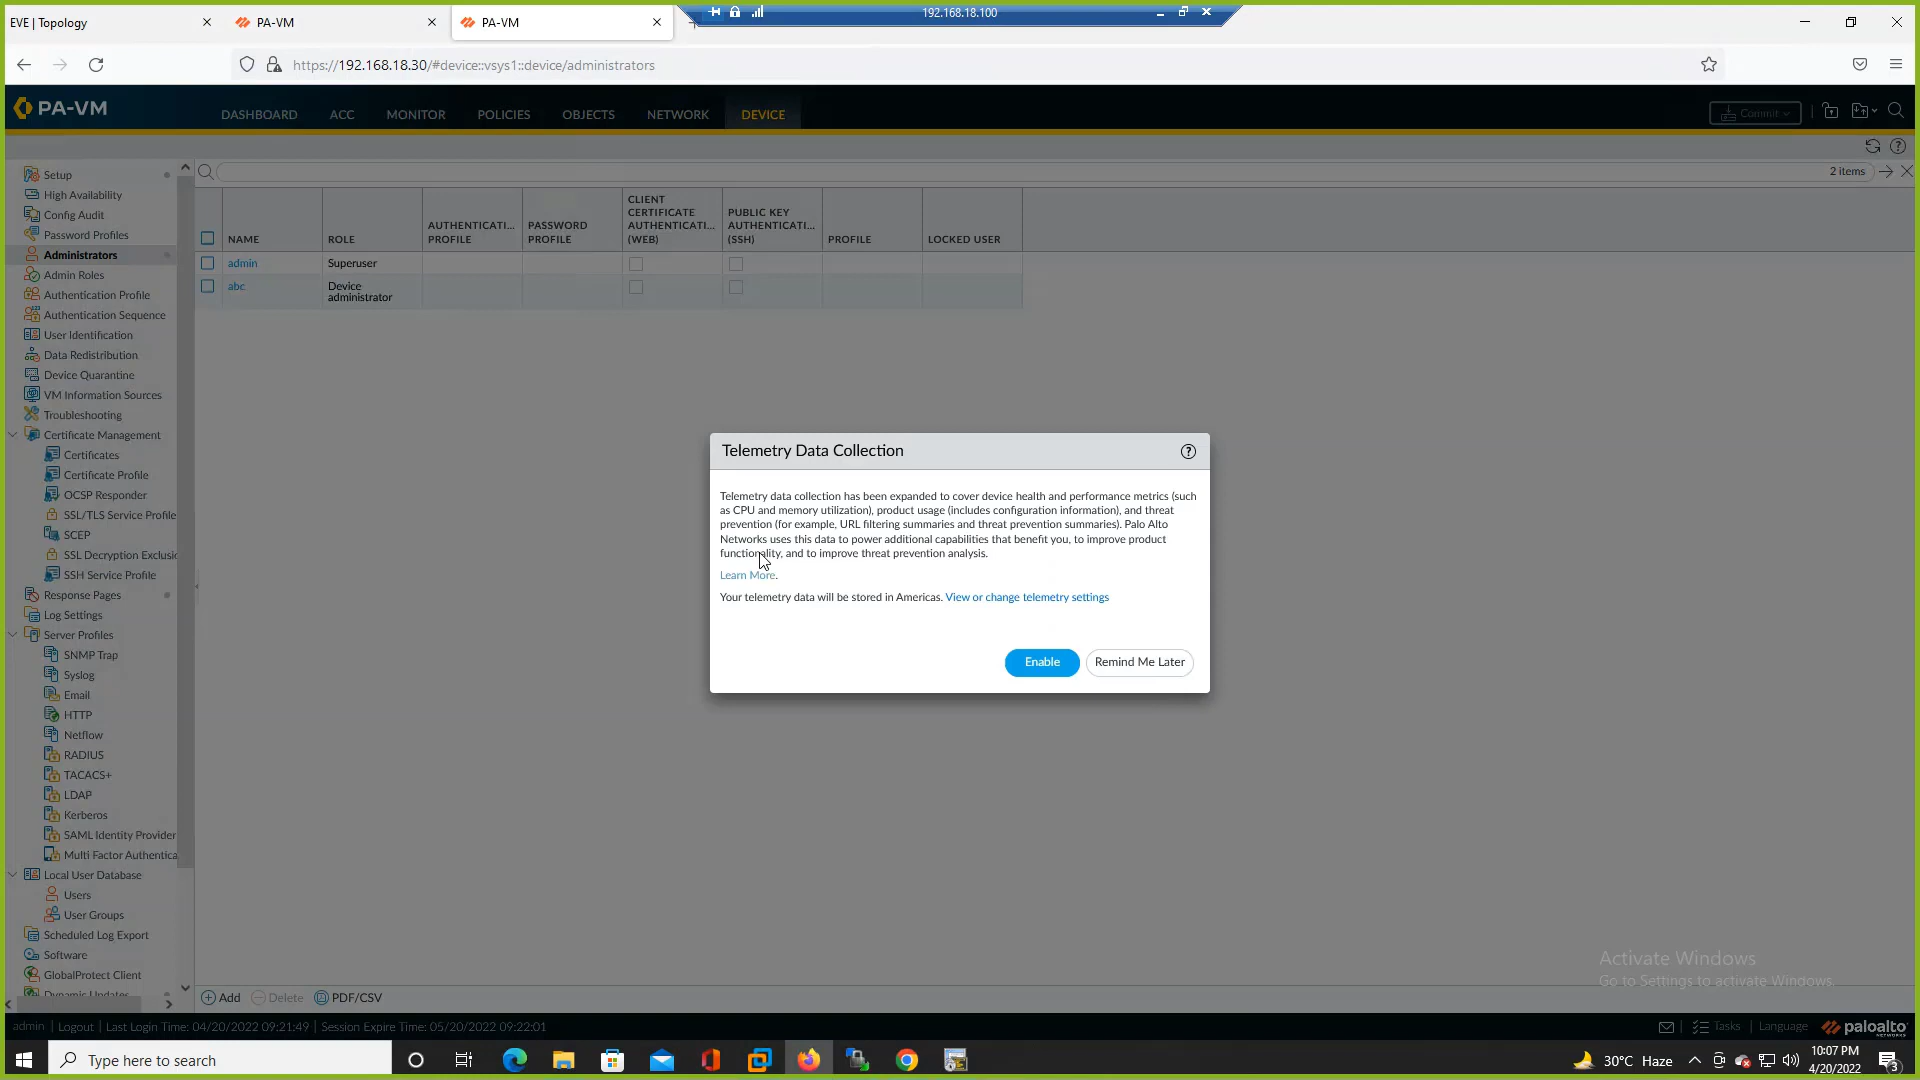 EVE | Topology
PA-VM
PA-VM
192.168.18.100
https://192.168.18.30/#device::vsys1::device/administrators
PA-VM
DASHBOARD
ACC
MONITOR
POLICIES
OBJECTS
NETWORK
DEVICE
Commit
2 items
Setup
High Availability
Config Audit
Password Profiles
Administrators
Admin Roles
Authentication Profile
Authentication Sequence
User Identification
Data Redistribution
Device Quarantine
VM Information Sources
Troubleshooting
Certificate Management
Certificates
Certificate Profile
OCSP Responder
SSL/TLS Service Profile
SCEP
SSL Decryption Exclusio
SSH Service Profile
Response Pages
Log Settings
Server Profiles
SNMP Trap
Syslog
Email
HTTP
Netflow
RADIUS
TACACS+
LDAP
Kerberos
SAML Identity Provider
Multi Factor Authentica
Local User Database
Users
User Groups
Scheduled Log Export
Software
GlobalProtect Client
Dynamic Updates
NAME
ROLE
AUTHENTICATI...
PROFILE
PASSWORD
PROFILE
CLIENT
CERTIFICATE
AUTHENTICATI...
(WEB)
PUBLIC KEY
AUTHENTICATI...
(SSH)
PROFILE
LOCKED USER
admin
Superuser
abc
Device
administrator
Telemetry Data Collection
Telemetry data collection has been expanded to cover device health and performance metrics (such
as CPU and memory utilization), product usage (includes configuration information), and threat
prevention (for example, URL filtering summaries and threat prevention summaries). Palo Alto
Networks uses this data to power additional capabilities that benefit you, to improve product
functionality, and to improve threat prevention analysis.
Learn More.
Your telemetry data will be stored in Americas. View or change telemetry settings
Enable
Remind Me Later
Activate Windows
Go to Settings to activate Windows.
Add
Delete
PDF/CSV
admin | Logout | Last Login Time: 04/20/2022 09:21:49 | Session Expire Time: 05/20/2022 09:22:01
Tasks | Language
paloalto
NETWORKS
Type here to search
30°C Haze
10:07 PM
4/20/2022
3